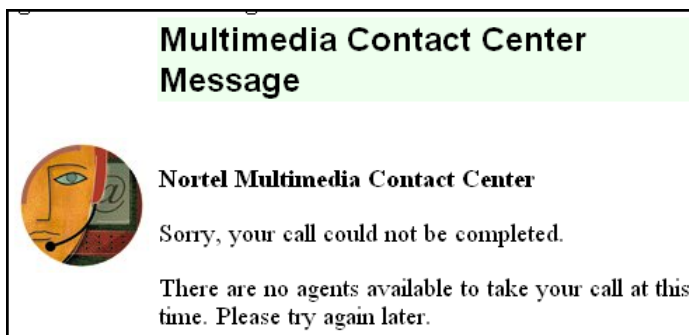 Multimedia Contact Center
Message
@
Nortel Multimedia Contact Center
Sorry, your call could not be completed.
There are no agents available to take your call at this
time. Please try again later.